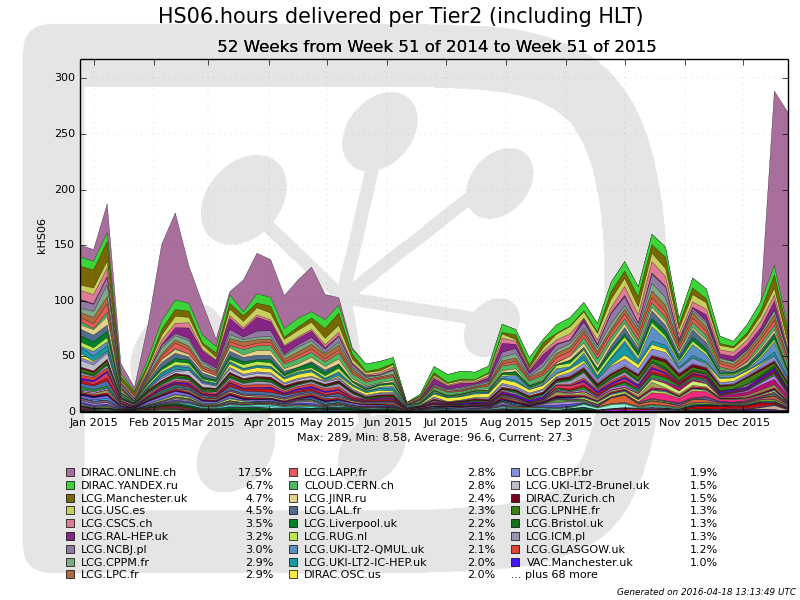 HS06.hours delivered per Tier2 (including HLT)
52 Weeks from Week 51 of 2014 to Week 51 of 2015
300
250
200
150
100
50
0
kHS06
Jan 2015 Feb 2015 Mar 2015 Apr 2015 May 2015 Jun 2015 Jul 2015 Aug 2015 Sep 2015 Oct 2015 Nov 2015 Dec 2015
Max: 289, Min: 8.58, Average: 96.6, Current: 27.3
DIRAC.ONLINE.ch 17.5% LCG.LAPP.fr 2.8% LCG.CBPF.br 1.9%
DIRAC.YANDEX.ru 6.7% CLOUD.CERN.ch 2.8% LCG.UKI-LT2-Brunel.uk 1.5%
LCG.Manchester.uk 4.7% LCG.JINR.ru 2.4% DIRAC.Zurich.ch 1.5%
LCG.USC.es 4.5% LCG.LAL.fr 2.3% LCG.LPNHE.fr 1.3%
LCG.CSCS.ch 3.5% LCG.Liverpool.uk 2.2% LCG.Bristol.uk 1.3%
LCG.RAL-HEP.uk 3.2% LCG.RUG.nl 2.1% LCG.ICM.pl 1.3%
LCG.NCBJ.pl 3.0% LCG.UKI-LT2-QMUL.uk 2.1% LCG.GLASGOW.uk 1.2%
LCG.CPPM.fr 2.9% LCG.UKI-LT2-IC-HEP.uk 2.0% VAC.Manchester.uk 1.0%
LCG.LPC.fr 2.9% DIRAC.OSC.us 2.0% ... plus 68 more
Generated on 2016-04-18 13:13:49 UTC